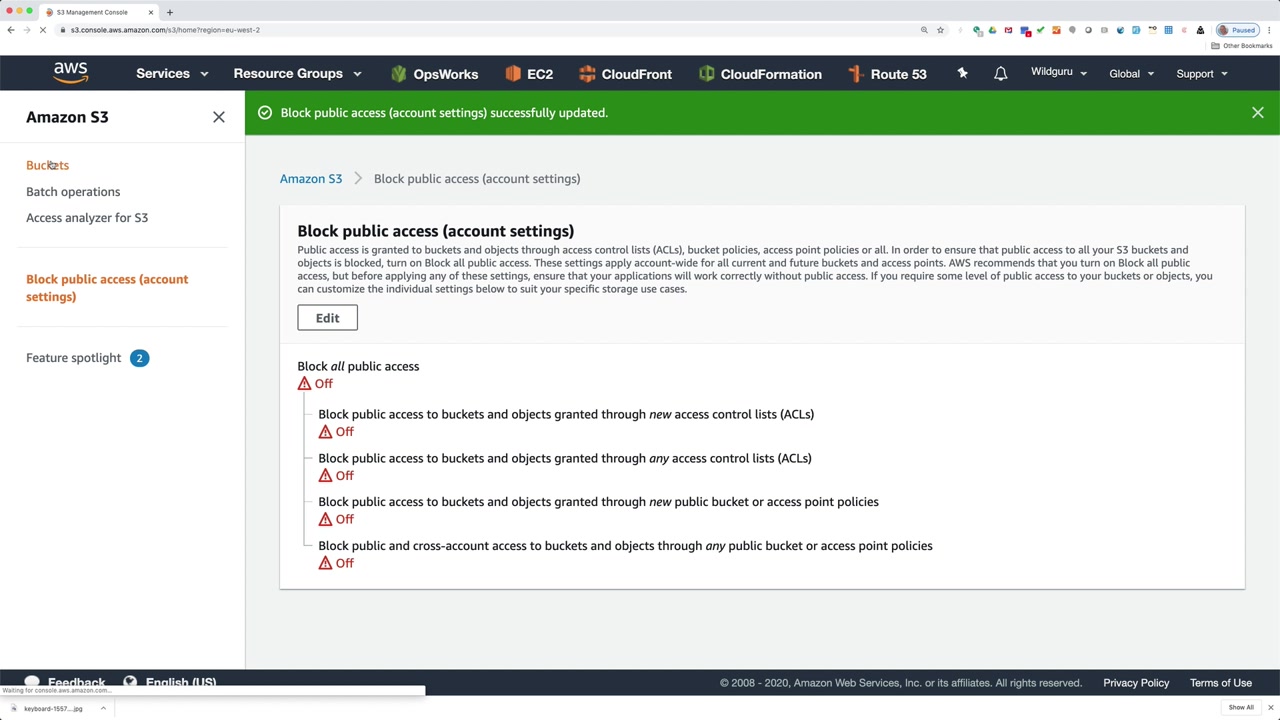 S3 Management Console
s3.console.aws.amazon.com/s3/home?region=eu-west-2
Paused
Other Bookmarks
aws
Services
Resource Groups
OpsWorks
EC2
CloudFront
CloudFormation
Route 53
Wildguru
Global
Support
Amazon S3
Buckets
Batch operations
Access analyzer for S3
Block public access (account
settings)
Feature spotlight 2
Block public access (account settings) successfully updated.
Amazon S3 > Block public access (account settings)
Block public access (account settings)
Public access is granted to buckets and objects through access control lists (ACLs), bucket policies, access point policies or all. In order to ensure that public access to all your S3 buckets and
objects is blocked, turn on Block all public access. These settings apply account-wide for all current and future buckets and access points. AWS recommends that you turn on Block all public
access, but before applying any of these settings, ensure that your applications will work correctly without public access. If you require some level of public access to your buckets or objects, you
can customize the individual settings below to suit your specific storage use cases.
Edit
Block all public access
Off
Block public access to buckets and objects granted through new access control lists (ACLs)
Off
Block public access to buckets and objects granted through any access control lists (ACLs)
Off
Block public access to buckets and objects granted through new public bucket or access point policies
Off
Block public and cross-account access to buckets and objects through any public bucket or access point policies
Off
Feedback
English (US)
© 2008 - 2020, Amazon Web Services, Inc. or its affiliates. All rights reserved.
Privacy Policy
Terms of Use
Waiting for console.aws.amazon.com...
keyboard-1557....jpg
Show All